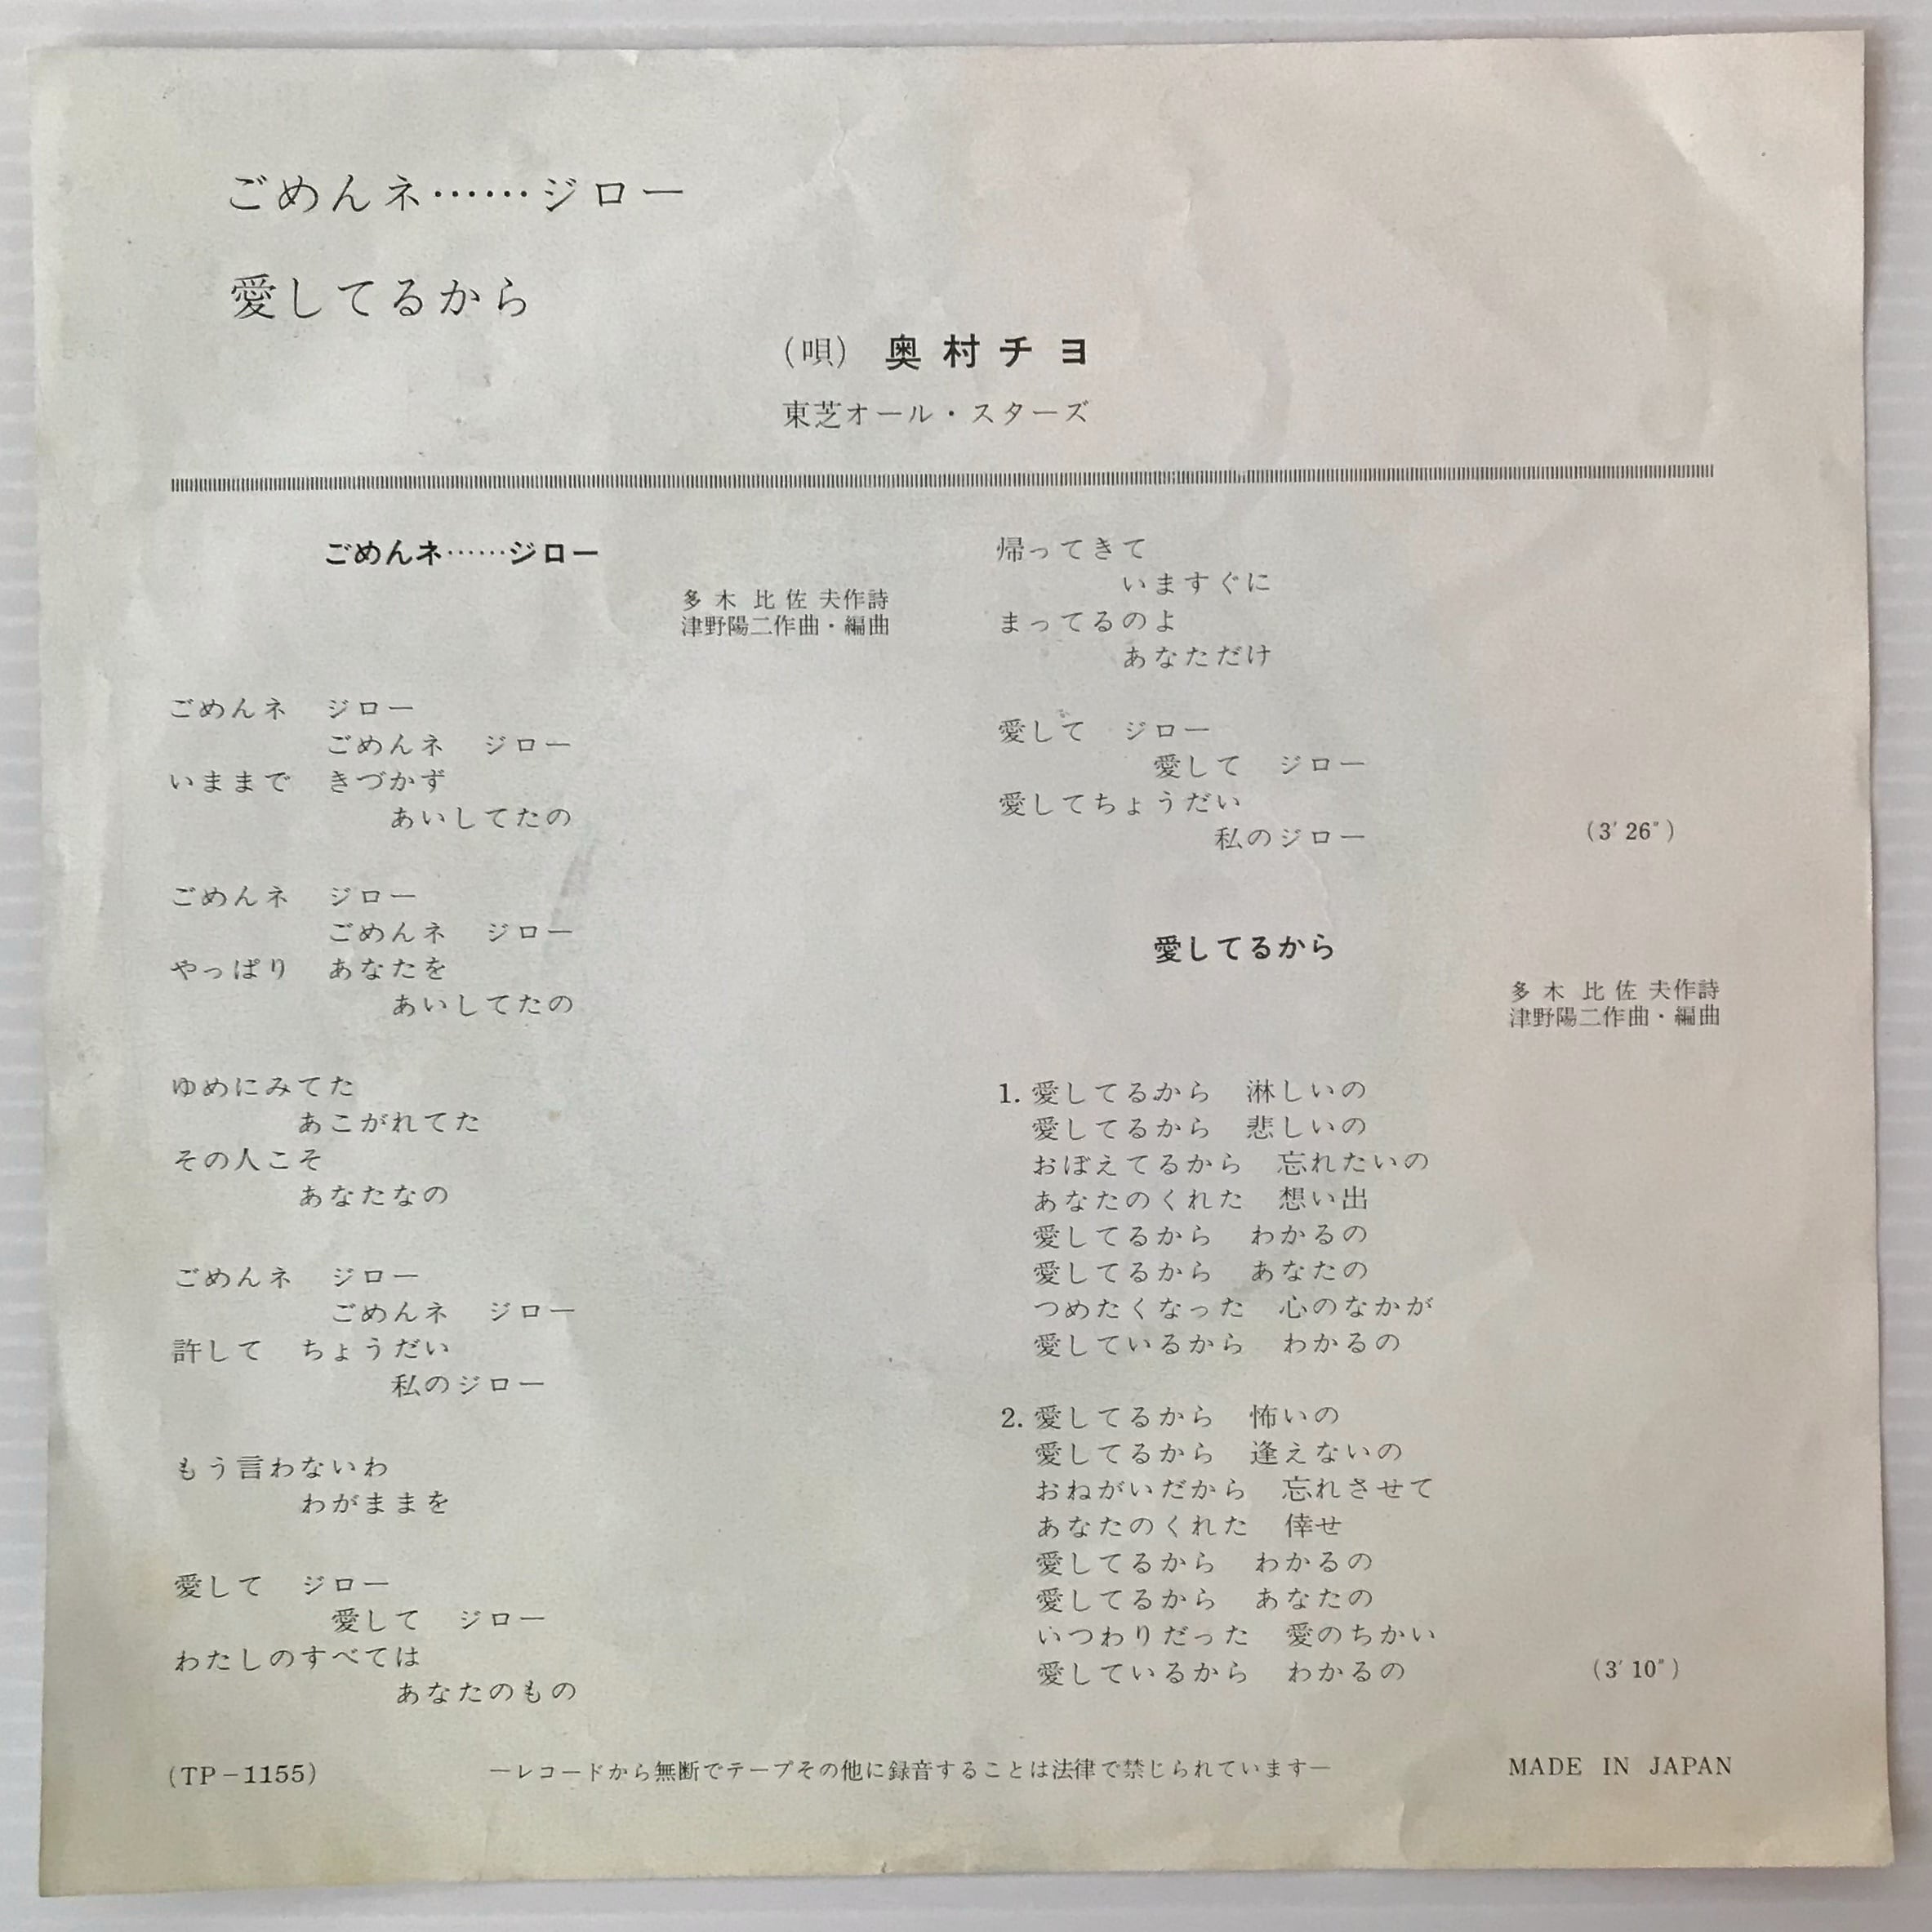 ごめんネ……ジロー
愛してるから
(唄) 奥村チヨ
東芝オール・スターズ
ごめんネ……ジロー
多木比佐夫作詩
津野陽二作曲・編曲
ごめんネ　ジロー
ごめんネ　ジロー
いままで　きづかず
あいしてたの
ごめんネ　ジロー
ごめんネ　ジロー
やっぱり　あなたを
あいしてたの
ゆめにみてた
あこがれてた
その人こそ
あなたなの
ごめんネ　ジロー
ごめんネ　ジロー
許して　ちょうだい
私のジロー
もう言わないわ
わがままを
愛して　ジロー
愛して　ジロー
わたしのすべては
あなたのもの
帰ってきて
いますぐに
まってるのよ
あなただけ
愛して　ジロー
愛して　ジロー
愛してちょうだい
私のジロー
(3′26″)
愛してるから
多木比佐夫作詩
津野陽二作曲・編曲
1. 愛してるから　淋しいの
愛してるから　悲しいの
おぼえてるから　忘れたいの
あなたのくれた　想い出
愛してるから　わかるの
愛してるから　あなたの
つめたくなった　心のなかが
愛しているから　わかるの
2. 愛してるから　怖いの
愛してるから　逢えないの
おねがいだから　忘れさせて
あなたのくれた　倖せ
愛してるから　わかるの
愛してるから　あなたの
いつわりだった　愛のちかい
愛しているから　わかるの
(3′10″)
(TP-1155)
―レコードから無断でテープその他に録音することは法律で禁じられています―
MADE IN JAPAN